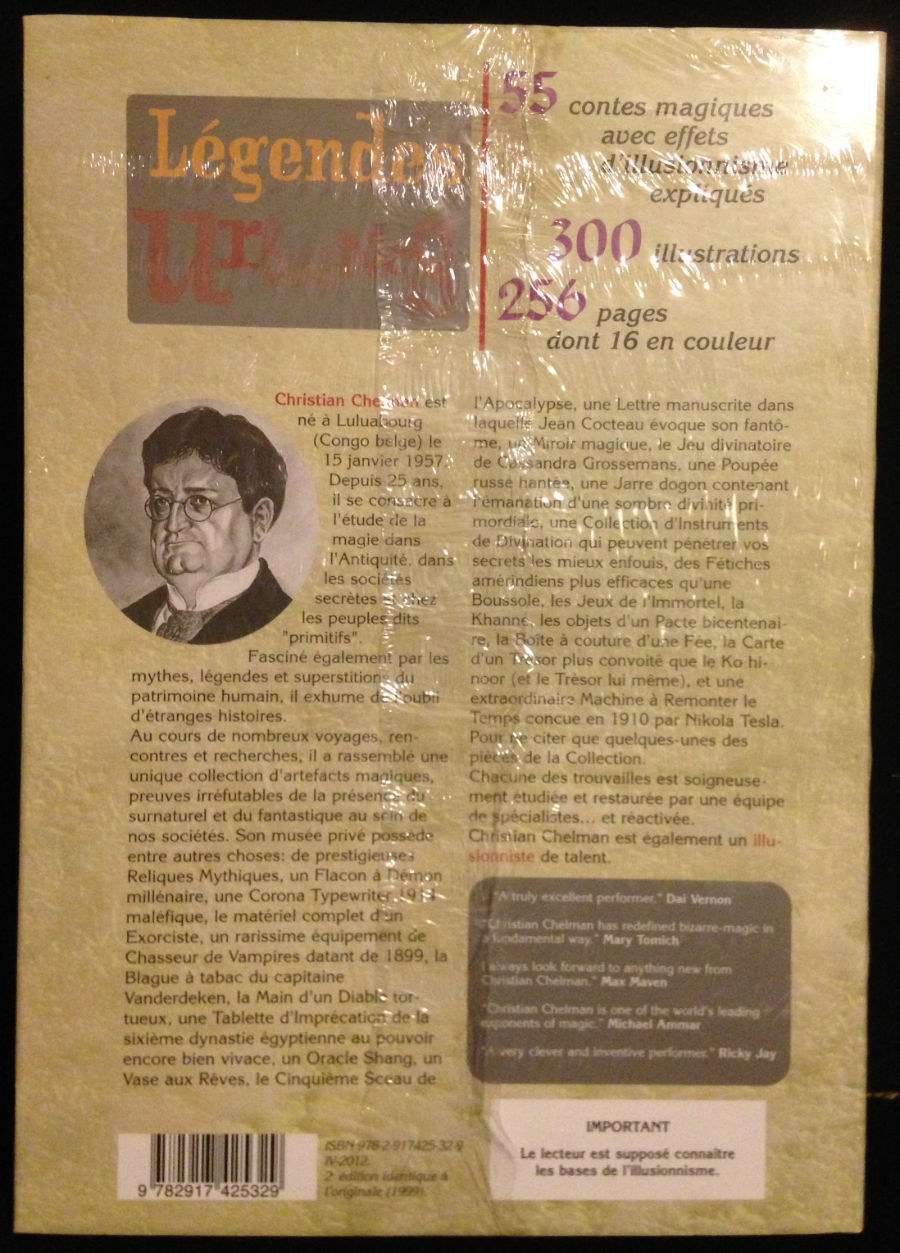 Légendes
Urbaines
55 contes magiques
avec effets
d'illusionnisme
expliqués
300 illustrations
256 pages
dont 16 en couleur
Christian Chelman est
né à Luluabourg
(Congo belge) le
15 janvier 1957.
Depuis 25 ans,
il se consacre à
l'étude de la
magie dans
l'Antiquité, dans
les sociétés
secrètes et chez
les peuples dits
"primitifs".
Fasciné également par les
mythes, légendes et superstitions du
patrimoine humain, il exhume de l'oubli
d'étranges histoires.
Au cours de nombreux voyages, ren-
contres et recherches, il a rassemblé une
unique collection d'artefacts magiques,
preuves irréfutables de la présence du
surnaturel et du fantastique au sein de
nos sociétés. Son musée privé possède
entre autres choses: de prestigieuses
Reliques Mythiques, un Flacon à Démon
millénaire, une Corona Typewriter 1914
maléfique, le matériel complet d'un
Exorciste, un rarissime équipement de
Chasseur de Vampires datant de 1899, la
Blague à tabac du capitaine
Vanderdeken, la Main d'un Diable tor-
tueux, une Tablette d'Imprécation de la
sixième dynastie égyptienne au pouvoir
encore bien vivace, un Oracle Shang, un
Vase aux Rêves, le Cinquième Sceau de
l'Apocalypse, une Lettre manuscrite dans
laquelle Jean Cocteau évoque son fantô-
me, un Miroir magique, le Jeu divinatoire
de Cassandra Grossemans, une Poupée
russe hantée, une Jarre dogon contenant
l'émanation d'une sombre divinité pri-
mordiale, une Collection d'Instruments
de Divination qui peuvent pénétrer vos
secrets les mieux enfouis, des Fétiches
amérindiens plus efficaces qu'une
Boussole, les Jeux de l'Immortel, la
Khanne, les objets d'un Pacte bicentenai-
re, la Boîte à couture d'une Fée, la Carte
d'un Trésor plus convoité que le Ko hi-
noor (et le Trèsor lui même), et une
extraordinaire Machine à Remonter le
Temps concue en 1910 par Nikola Tesla.
Pour ne citer que quelques-unes des
pièces de la Collection.
Chacune des trouvailles est soigneuse-
ment étudiée et restaurée par une équipe
de spécialistes... et réactivée.
Christian Chelman est également un illu-
sionniste de talent.
"A truly excellent performer." Dai Vernon
"Christian Chelman has redefined bizarre-magic in
a fundamental way." Mary Tomich
I always look forward to anything new from
Christian Chelman." Max Maven
"Christian Chelman is one of the world's leading
exponents of magic." Michael Ammar
"A very clever and inventive performer." Ricky Jay
IMPORTANT
Le lecteur est supposé connaître
les bases de l'illusionnisme.
9 782917 425329
ISBN 978-2-917425-32-9
IV-2012.
2e édition identique à
l'originale (1999).